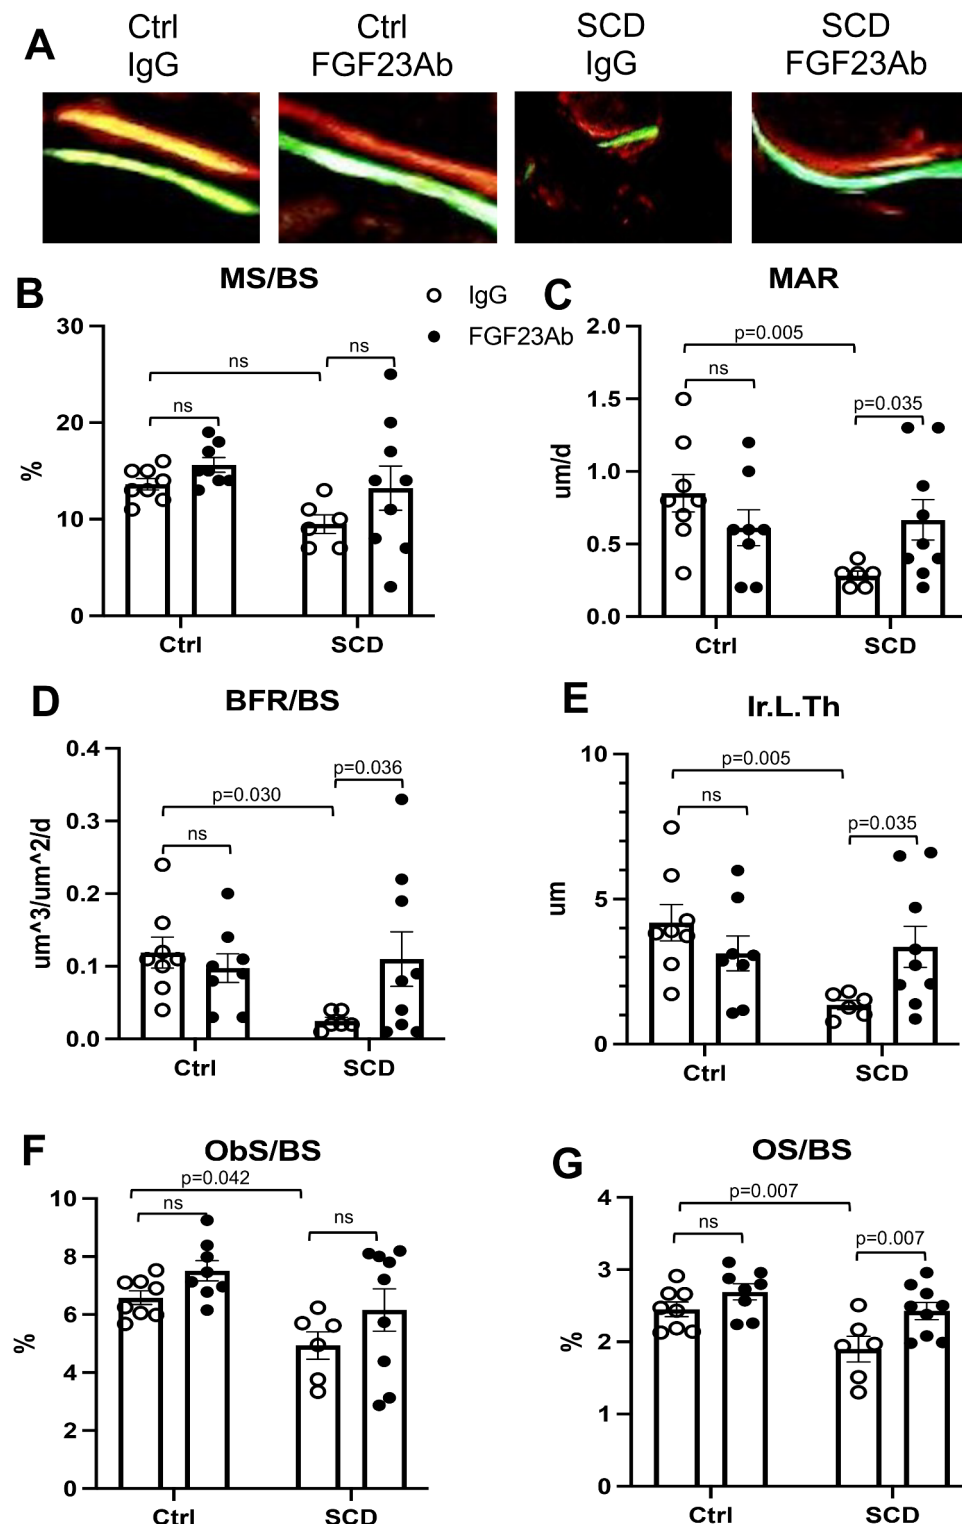 A
Ctrl
IgG
Ctrl
FGF23Ab
SCD
IgG
SCD
FGF23Ab
B
MS/BS
IgG
FGF23Ab
30
20
10
0
%
ns
ns
ns
Ctrl
SCD
C
MAR
2.0
1.5
1.0
0.5
0.0
um/d
p=0.005
ns
p=0.035
Ctrl
SCD
D
BFR/BS
0.4
0.3
0.2
0.1
0.0
um^3/um^2/d
p=0.036
p=0.030
ns
Ctrl
SCD
E
Ir.L.Th
10
5
0
um
p=0.005
ns
p=0.035
Ctrl
SCD
F
ObS/BS
10
8
6
4
2
0
%
p=0.042
ns
ns
Ctrl
SCD
G
OS/BS
4
3
2
1
0
%
p=0.007
ns
p=0.007
Ctrl
SCD